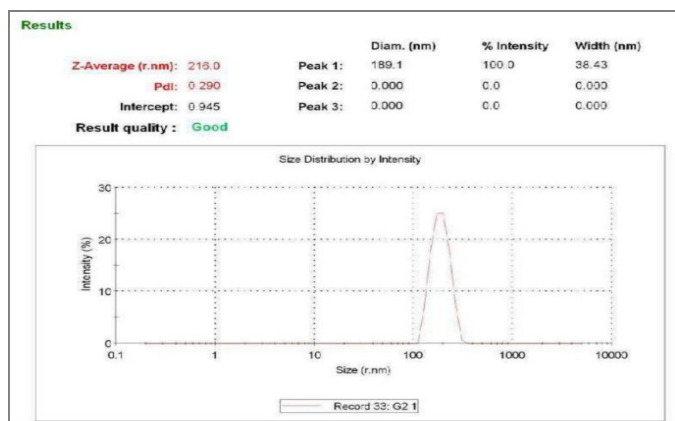 Results
Diam. (nm) % Intensity Width (nm)
Z-Average (r.nm): 216.0 Peak 1: 189.1 100.0 38.43
PdI: 0.290 Peak 2: 0.000 0.0 0.000
Intercept: 0.945 Peak 3: 0.000 0.0 0.000
Result quality : Good
Size Distribution by Intensity
Intensity (%)
30
20
10
0
0.1 1 10 100 1000 10000
Size (r.nm)
Record 33: G2 1